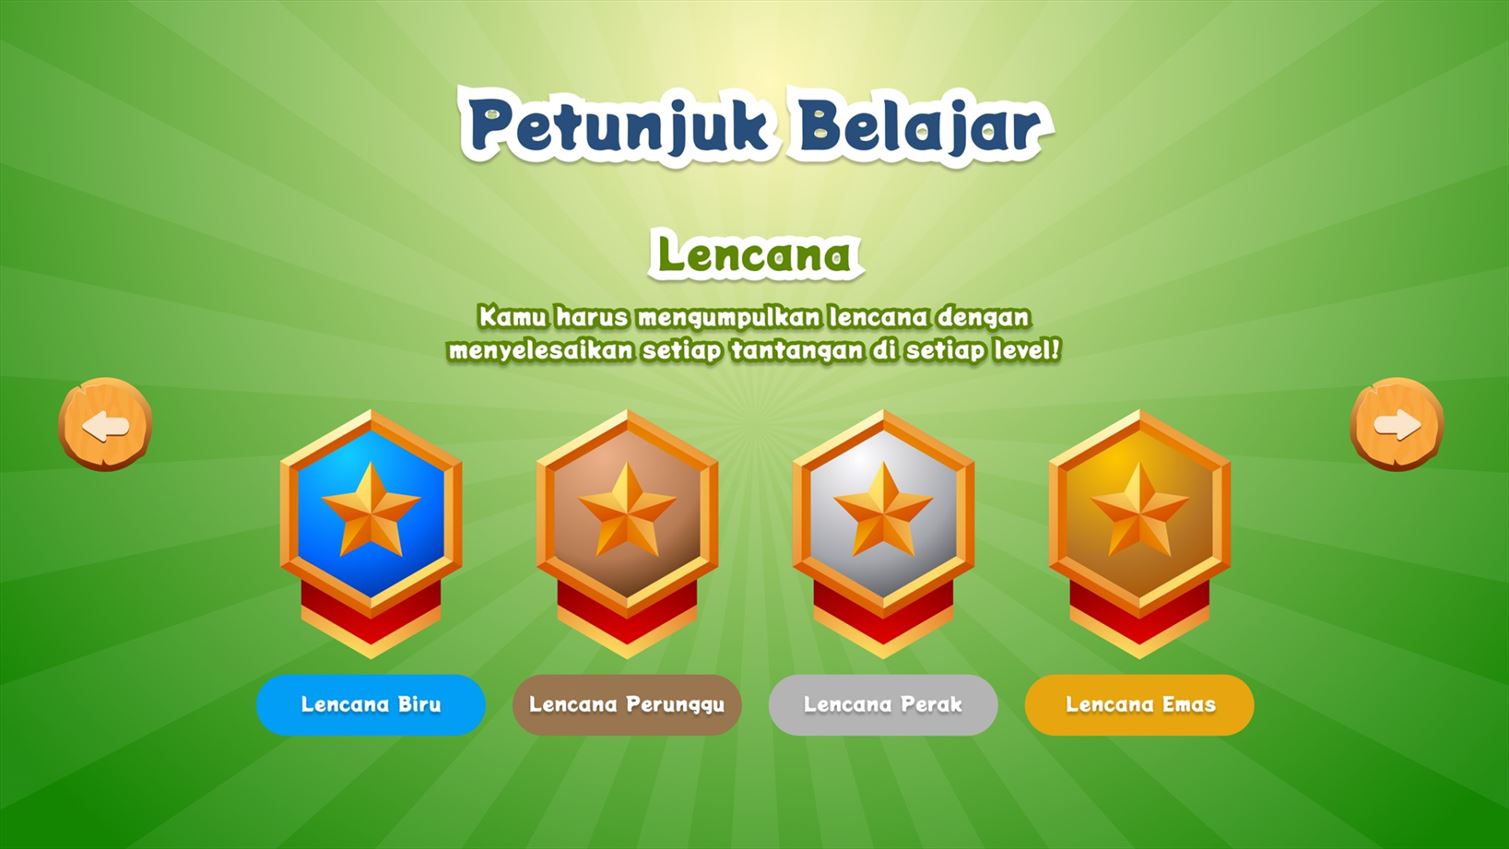 Petunjuk Belajar
Lencana
Kamu harus mengumpulkan lencana dengan
menyelesaikan setiap tantangan di setiap level!
Lencana Biru
Lencana Perunggu
Lencana Perak
Lencana Emas